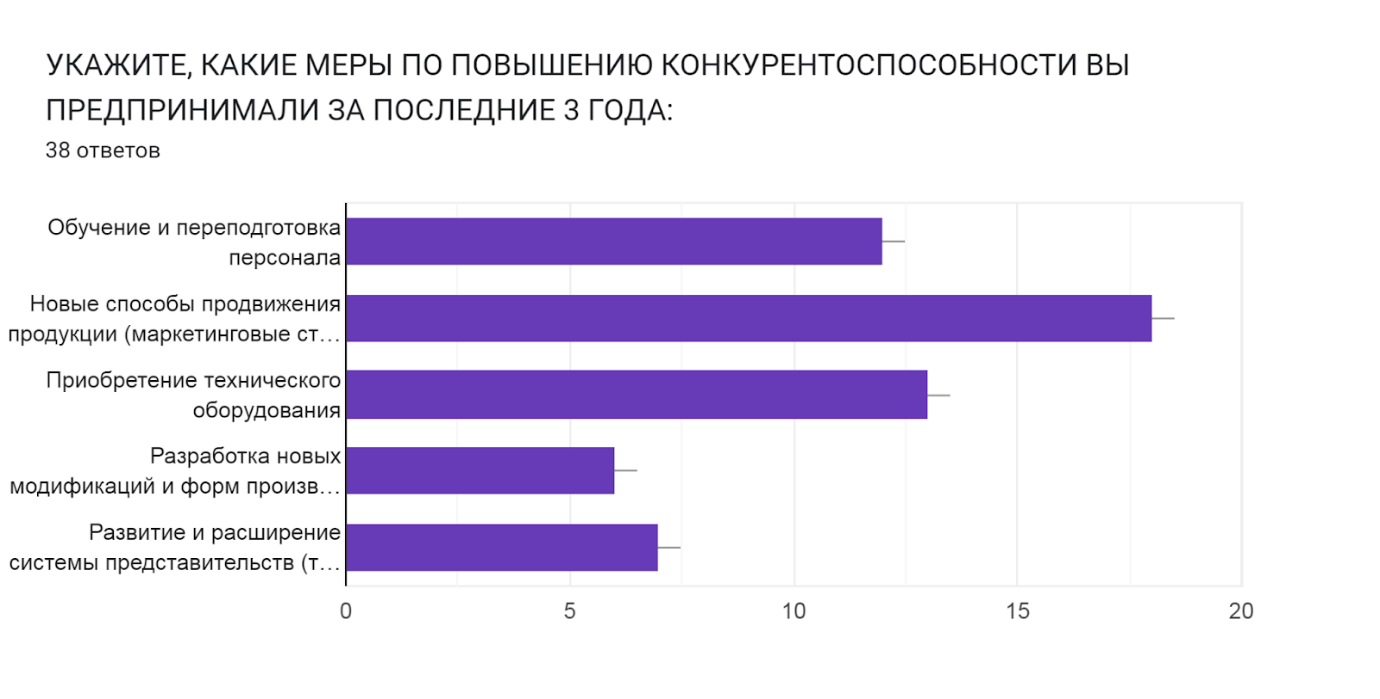 УКАЖИТЕ, КАКИЕ МЕРЫ ПО ПОВЫШЕНИЮ КОНКУРЕНТОСПОСОБНОСТИ ВЫ
ПРЕДПРИНИМАЛИ ЗА ПОСЛЕДНИЕ 3 ГОДА:
38 ответов
Обучение и переподготовка
персонала
Новые способы продвижения
продукции (маркетинговые ст…
Приобретение технического
оборудования
Разработка новых
модификаций и форм произв…
Развитие и расширение
системы представительств (т…
0 5 10 15 20